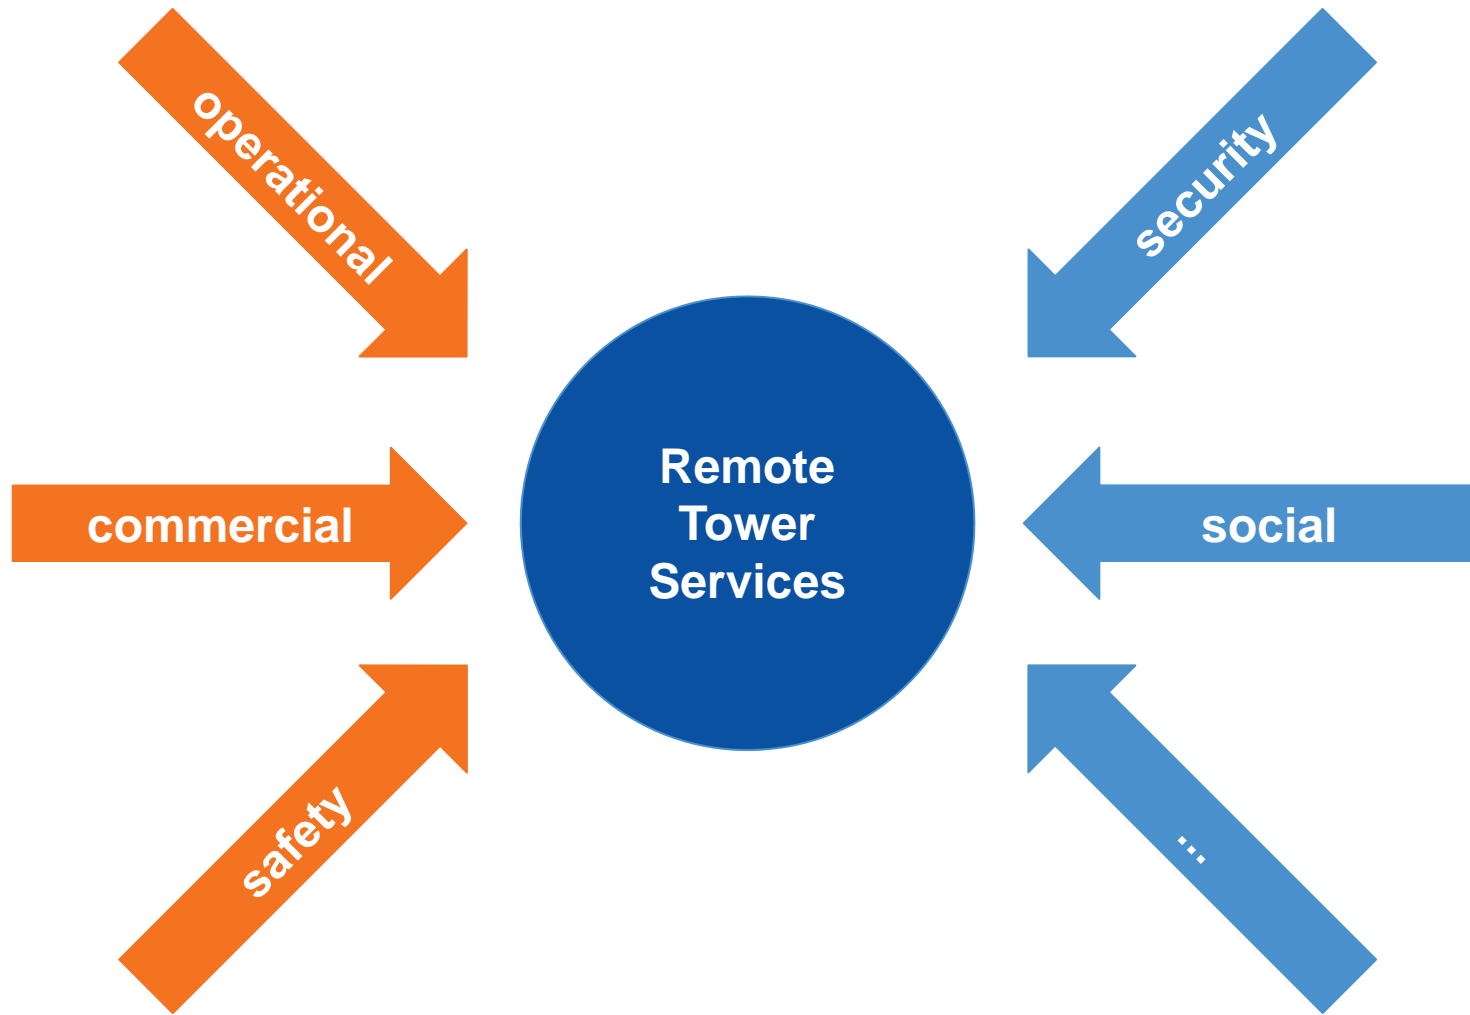 operational
security
Remote
Tower
Services
commercial
social
safety
...